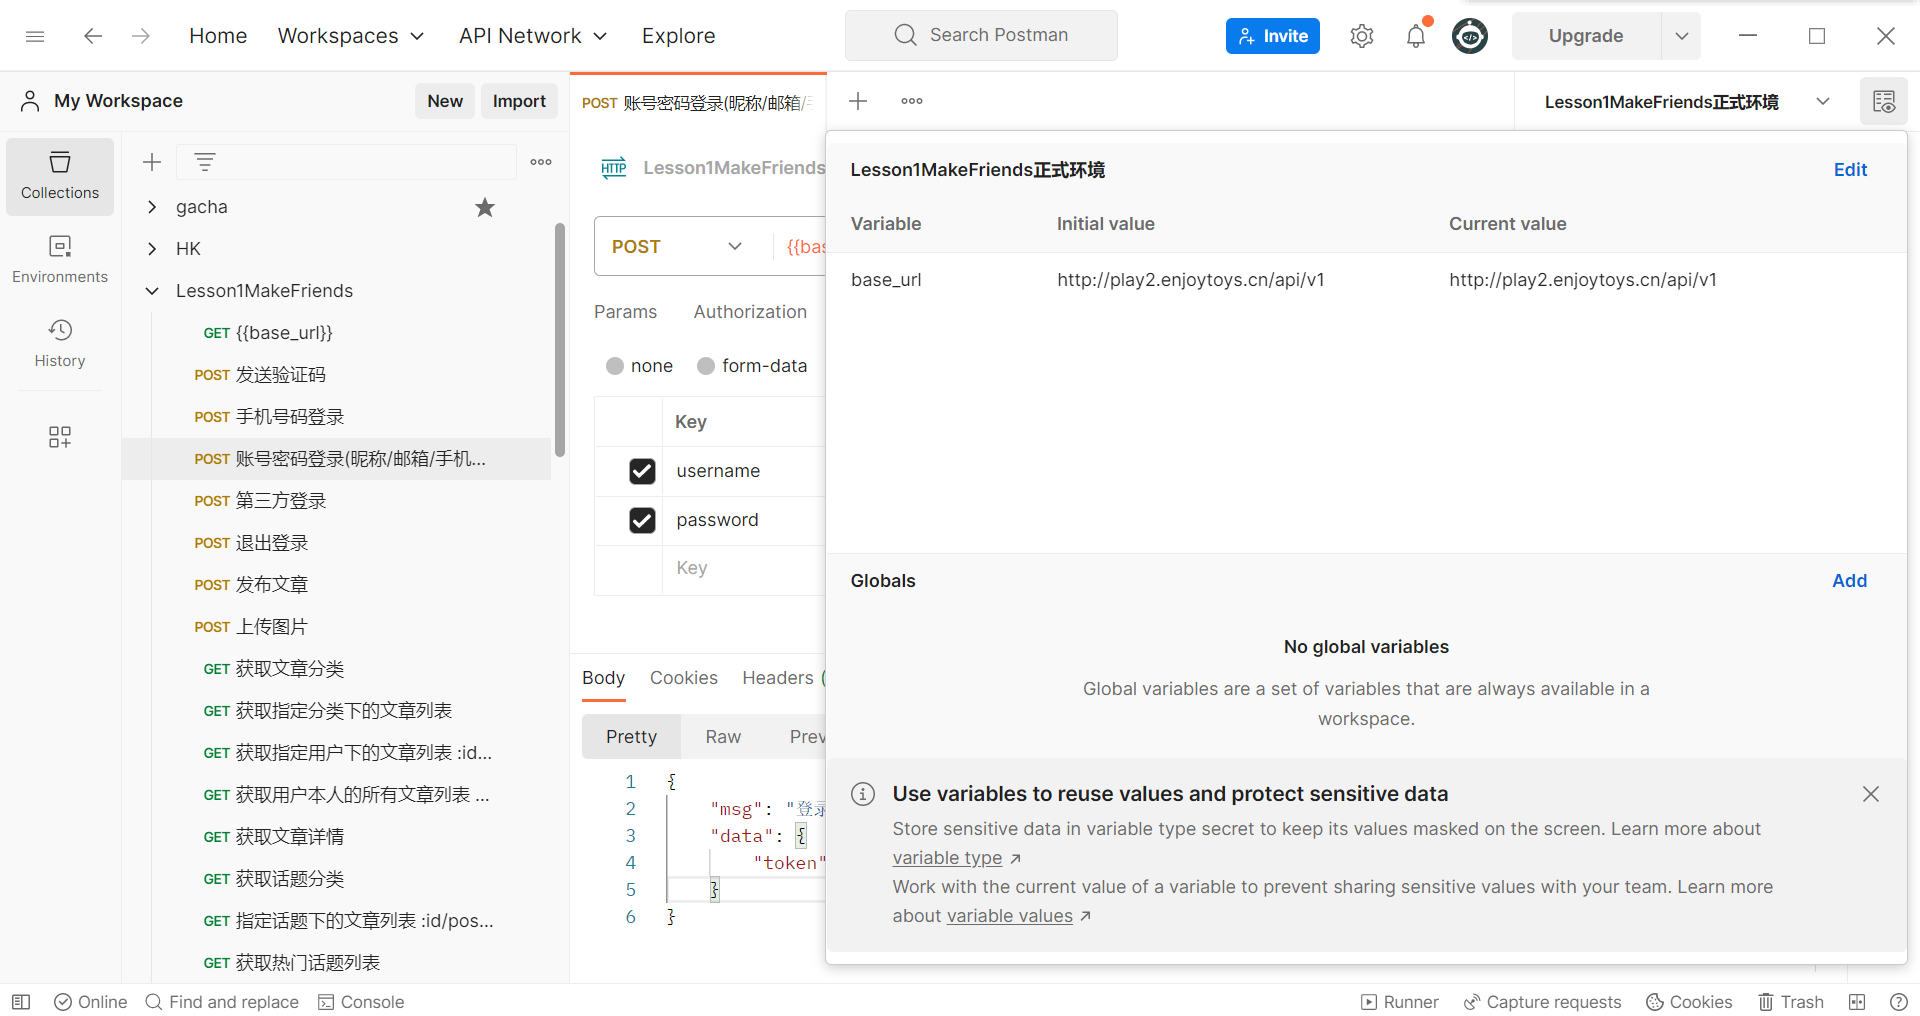 Home
Workspaces
API Network
Explore
Search Postman
Invite
Upgrade
My Workspace
New
Import
POST 账号密码登录(昵称/邮箱/
Lesson1MakeFriends正式环境
Collections
Environments
History
gacha
HK
Lesson1MakeFriends
GET {{base_url}}
POST 发送验证码
POST 手机号码登录
POST 账号密码登录(昵称/邮箱/手机...
POST 第三方登录
POST 退出登录
POST 发布文章
POST 上传图片
GET 获取文章分类
GET 获取指定分类下的文章列表
GET 获取指定用户下的文章列表 :id...
GET 获取用户本人的所有文章列表 ...
GET 获取文章详情
GET 获取话题分类
GET 指定话题下的文章列表 :id/pos...
GET 获取热门话题列表
HTTP
Lesson1MakeFriends
POST
{{bas
Params
Authorization
none
form-data
Key
username
password
Key
Body
Cookies
Headers (
Pretty
Raw
Prev
1 {
2 "msg": "登录
3 "data": {
4 "token"
5 }
6 }
Lesson1MakeFriends正式环境
Edit
Variable
Initial value
Current value
base_url
http://play2.enjoytoys.cn/api/v1
http://play2.enjoytoys.cn/api/v1
Globals
Add
No global variables
Global variables are a set of variables that are always available in a
workspace.
Use variables to reuse values and protect sensitive data
Store sensitive data in variable type secret to keep its values masked on the screen. Learn more about
variable type ↗
Work with the current value of a variable to prevent sharing sensitive values with your team. Learn more
about variable values ↗
Online
Find and replace
Console
Runner
Capture requests
Cookies
Trash